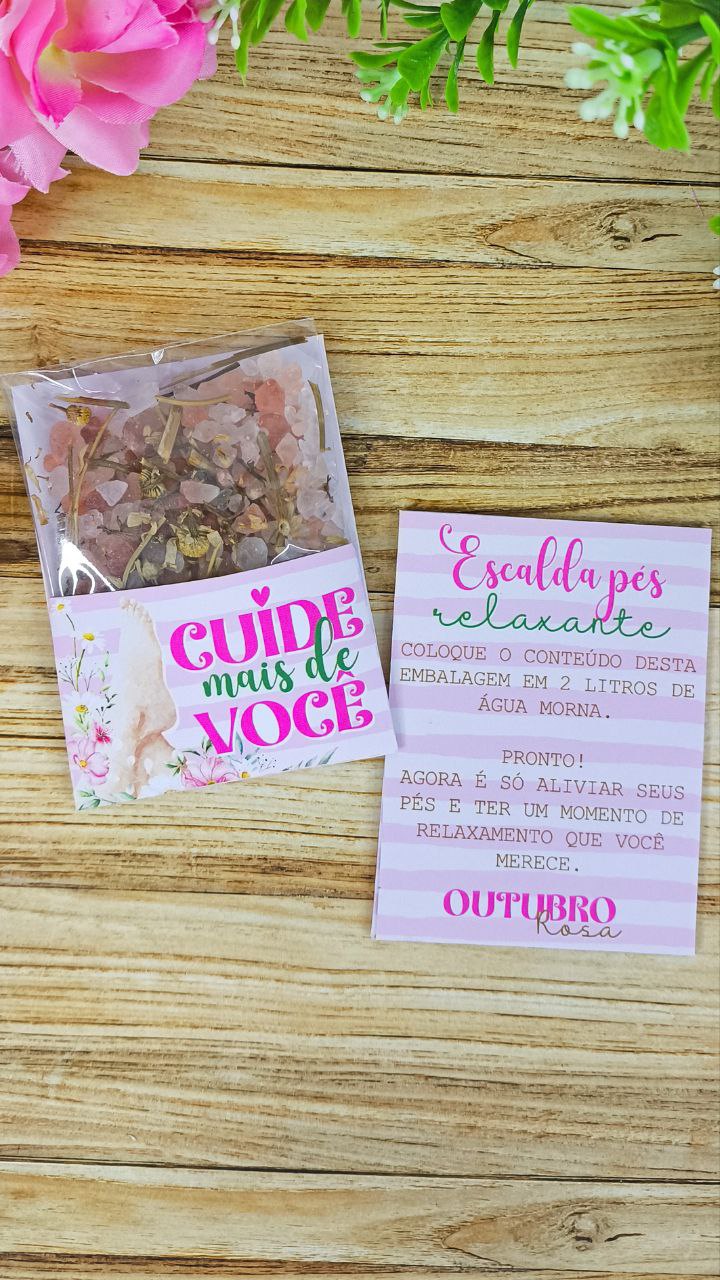 CUIDE
mais de
VOCÊ
Escalda pés
relaxante
COLOQUE O CONTEÚDO DESTA
EMBALAGEM EM 2 LITROS DE
ÁGUA MORNA.
PRONTO!
AGORA É SÓ ALIVIAR SEUS
PÉS E TER UM MOMENTO DE
RELAXAMENTO QUE VOCÊ
MERECE.
OUTUBRO
Rosa